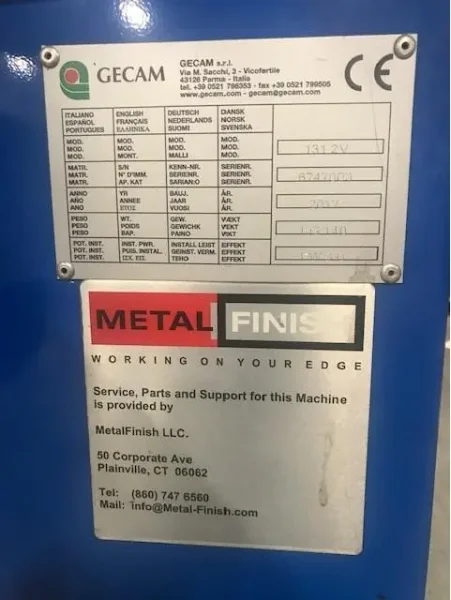 GECAM
GECAM s.r.l.
Via M. Sacchi, 3 - Vicofertile
43126 Parma - Italia
tel. +39 0521 798353 - fax +39 0521 799505
www.gecam.com - gecam@gecam.com
CE
ITALIANO ENGLISH DEUTSCH DANSK
ESPAÑOL FRANÇAIS NEDERLANDS NORSK
PORTUGUES ΕΛΛΗΝΙΚΑ SUOMI SVENSKA
MOD. MOD. MOD. MOD.
MOD. MOD. MOD. MOD. 131.2V
MOD. MONT. MALLI MOD.
MATR. S/N KENN-NR. SERIENR.
MATR. N° D'IMM. SERIENR. SERIENR.
MATR. AP. KAT SARJAN:O SERIENR.
ANNO YR BAUJAHR ÅR.
AÑO ANNEE JAAR ÅR.
ANO ΕΤΟΣ VUOSI ÅR.
PESO WT. GEW. VÆKT
PESO POIDS GEWICHK VEKT
PESO BAP. PAINO VIKT
POT. INST. INST. PWR. INSTALL LEIST EFFEKT
POT. INST. PUIS. INSTAL. GEINST. VERM. EFFEKT
POT. INST. ΙΣΧ. ΕΙΣ. TEHO EFFEKT
METAL FINISH
WORKING ON YOUR EDGE
Service, Parts and Support for this Machine
is provided by
MetalFinish LLC.
50 Corporate Ave
Plainville, CT 06062
Tel: (860) 747 6560
Mail: info@Metal-Finish.com